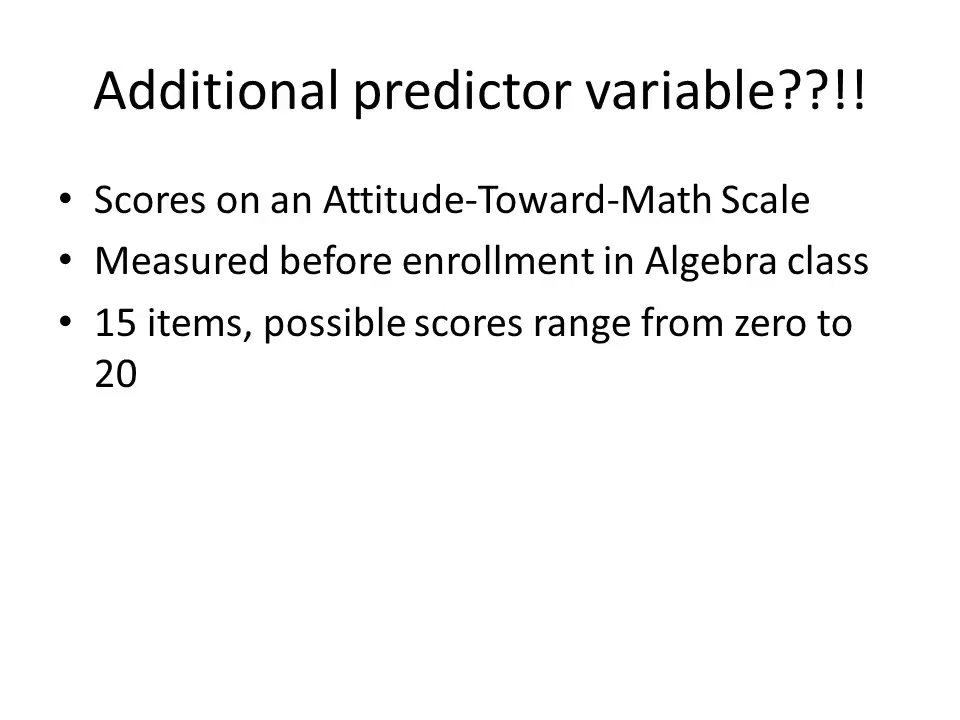 Additional predictor variable??!!
• Scores on an Attitude-Toward-Math Scale
• Measured before enrollment in Algebra class
• 15 items, possible scores range from zero to
20